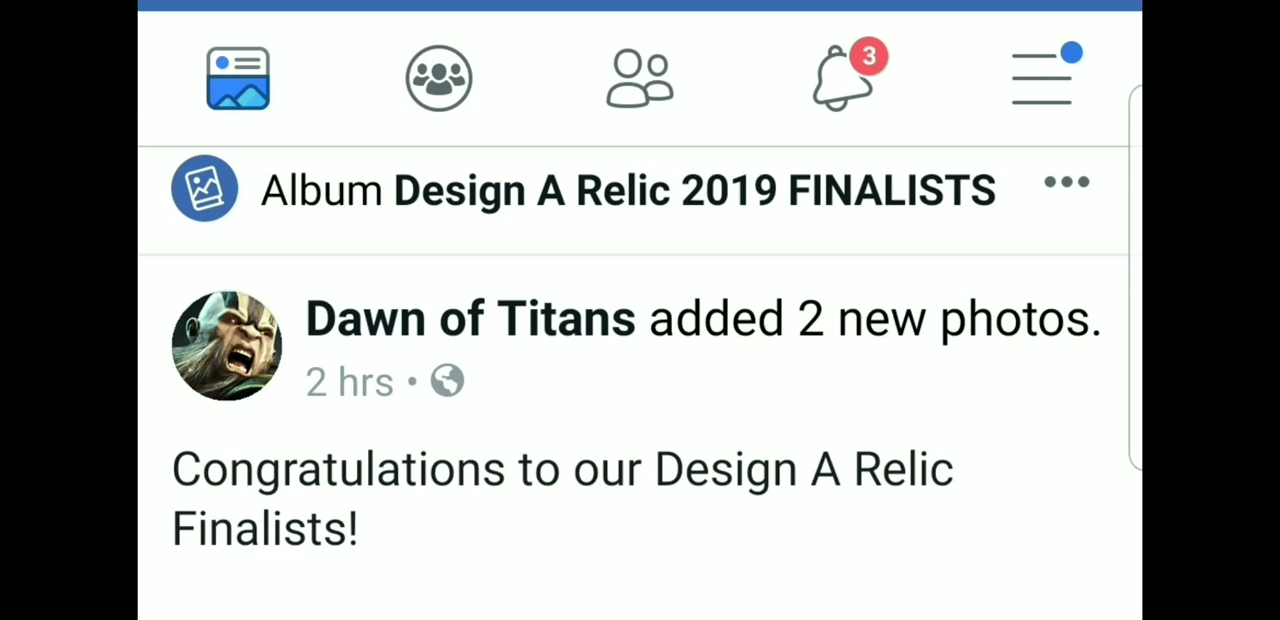 3
Album Design A Relic 2019 FINALISTS
Dawn of Titans added 2 new photos.
2 hrs •
Congratulations to our Design A Relic
Finalists!